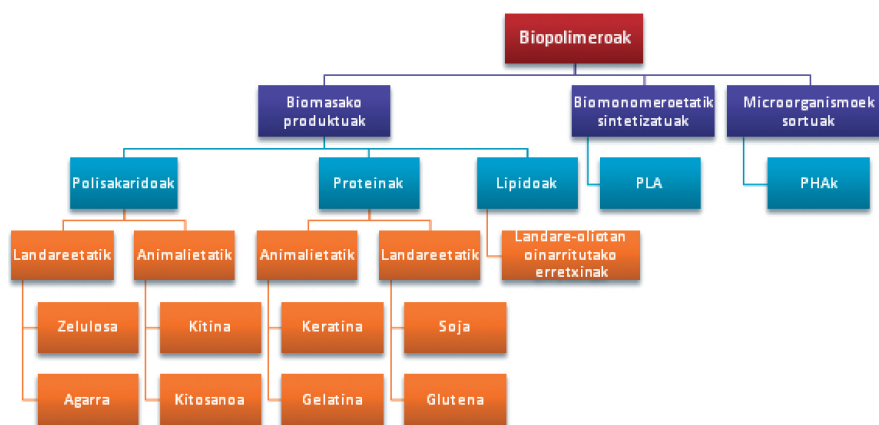 Biopolimeroak
Biomasako
produktuak
Biomonomeroetatik
sintetizatuak
Microorganismoek
sortuak
Polisakaridoak
Proteinak
Lipidoak
PLA
PHAk
Landareetatik
Animalietatik
Animalietatik
Landareetatik
Landare-oliotan
oinarritutako
erretxinak
Zelulosa
Kitina
Keratina
Soja
Agarra
Kitosanoa
Gelatina
Glutena